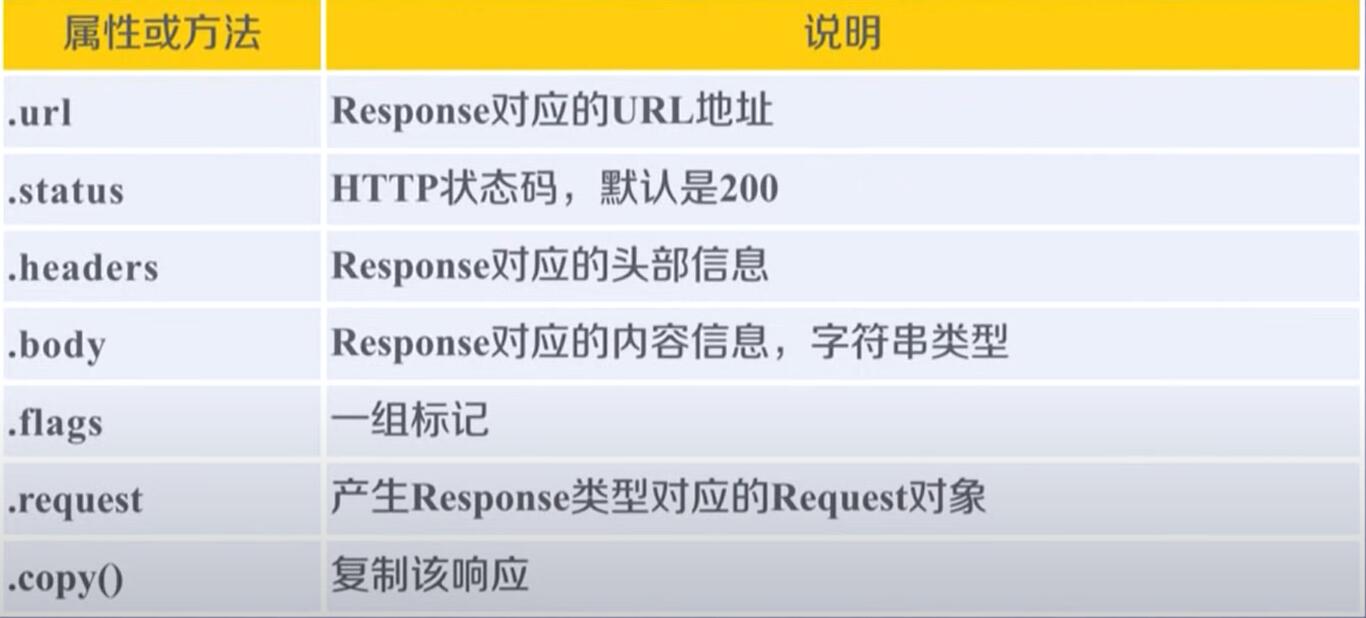 属性或方法 说明
.url Response对应的URL地址
.status HTTP状态码，默认是200
.headers Response对应的头部信息
.body Response对应的内容信息，字符串类型
.flags 一组标记
.request 产生Response类型对应的Request对象
.copy() 复制该响应